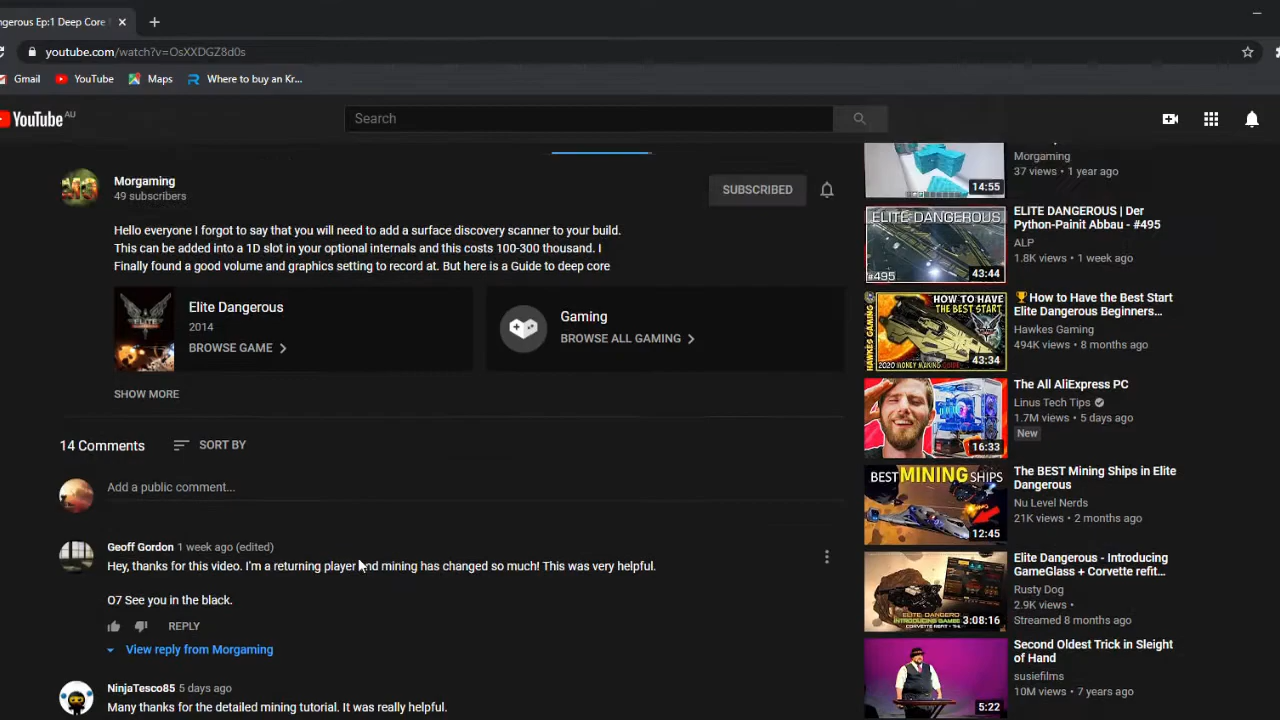 ngerous Ep:1 Deep Core
youtube.com/watch?v=OsXXDGZ8d0s
Gmail
YouTube
Maps
Where to buy an Kr...
YouTube AU
Search
Morgaming
49 subscribers
SUBSCRIBED
Hello everyone I forgot to say that you will need to add a surface discovery scanner to your build.
This can be added into a 1D slot in your optional internals and this costs 100-300 thousand. I
Finally found a good volume and graphics setting to record at. But here is a Guide to deep core
ELITE
Elite Dangerous
2014
BROWSE GAME
Gaming
BROWSE ALL GAMING
SHOW MORE
14 Comments
SORT BY
Add a public comment...
Geoff Gordon 1 week ago (edited)
Hey, thanks for this video. I'm a returning player and mining has changed so much! This was very helpful.
O7 See you in the black.
REPLY
View reply from Morgaming
NinjaTesco85 5 days ago
Many thanks for the detailed mining tutorial. It was really helpful.
14:55
Morgaming
37 views • 1 year ago
ELITE DANGEROUS
#495
43:44
ELITE DANGEROUS | Der
Python-Painit Abbau - #495
ALP
1.8K views • 1 week ago
HAWKES GAMING
HOW TO HAVE
THE BEST START
2020 MONEY MAKING GUIDE
43:34
🏆How to Have the Best Start
Elite Dangerous Beginners...
Hawkes Gaming
494K views • 8 months ago
16:33
The All AliExpress PC
Linus Tech Tips
1.7M views • 5 days ago
New
BEST MINING SHIPS
12:45
The BEST Mining Ships in Elite
Dangerous
Nu Level Nerds
21K views • 2 months ago
3:08:16
Elite Dangerous - Introducing
GameGlass + Corvette refit...
Rusty Dog
2.9K views •
Streamed 8 months ago
5:22
Second Oldest Trick in Sleight
of Hand
susiefilms
10M views • 7 years ago